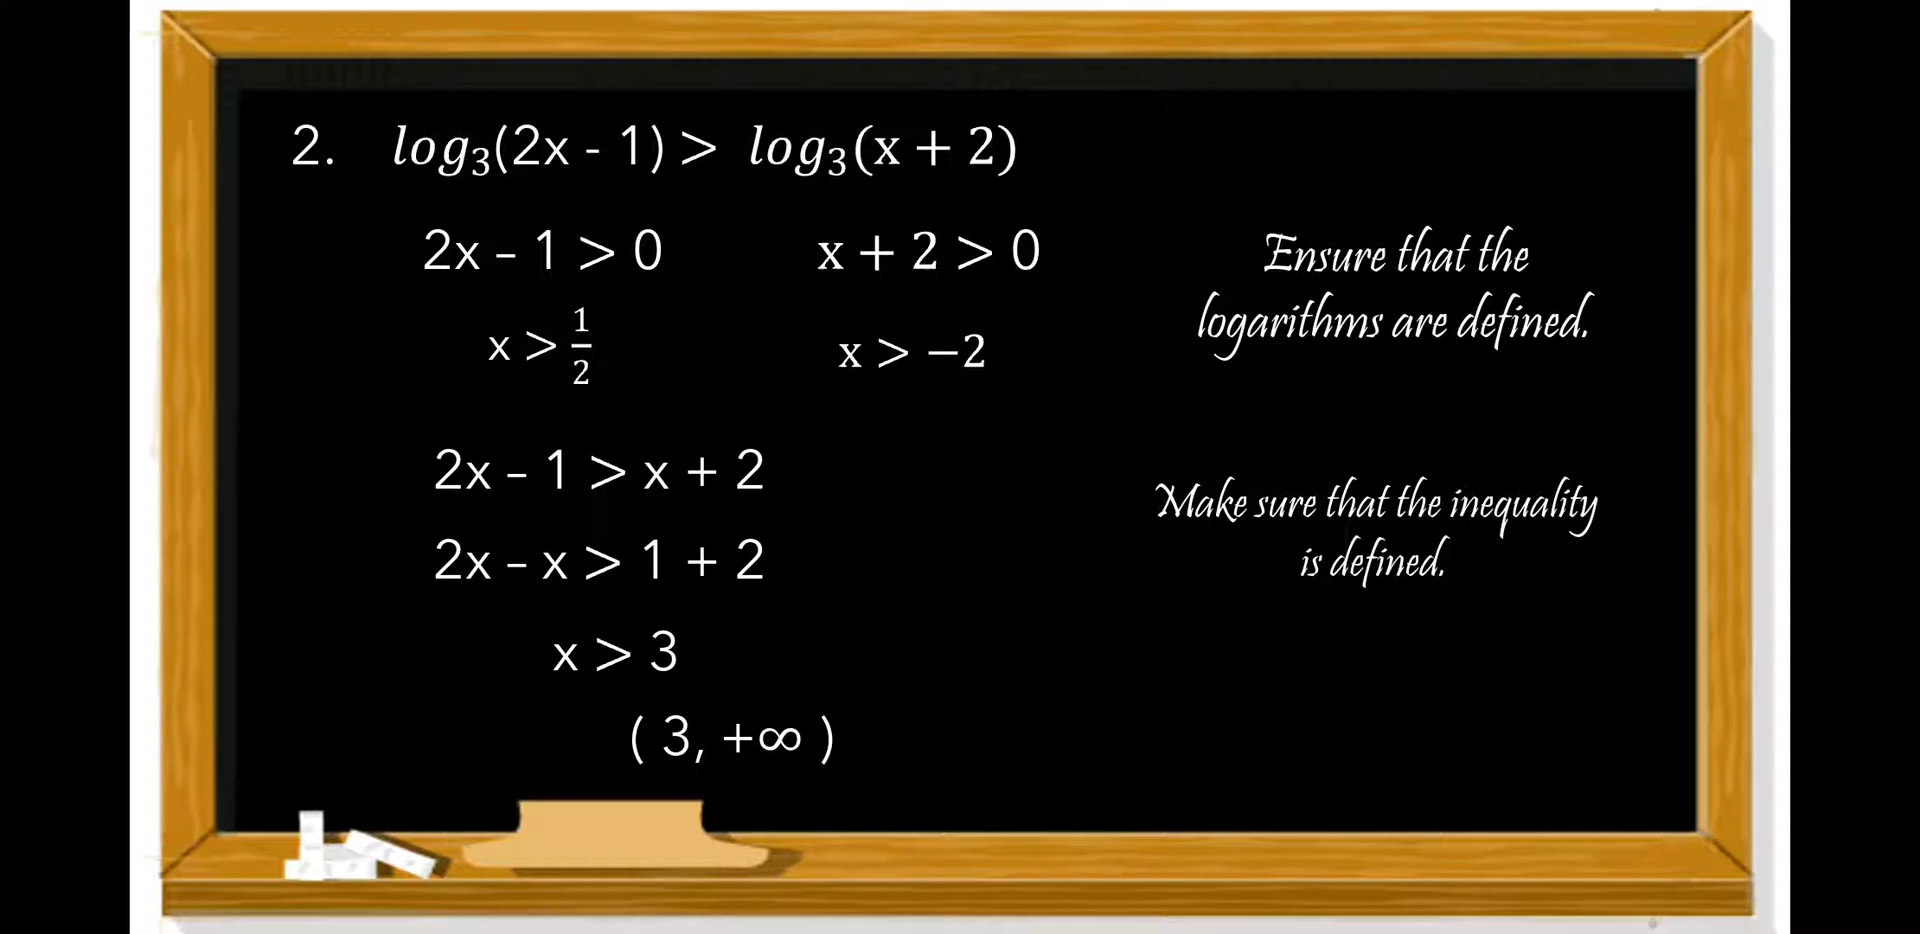 2. log₃(2x - 1) > log₃(x + 2)
2x – 1 > 0 x + 2 > 0
Ensure that the
logarithms are defined.
x > 1/2 x > −2
2x – 1 > x + 2
Make sure that the inequality
is defined.
2x – x > 1 + 2
x > 3
( 3, +∞ )